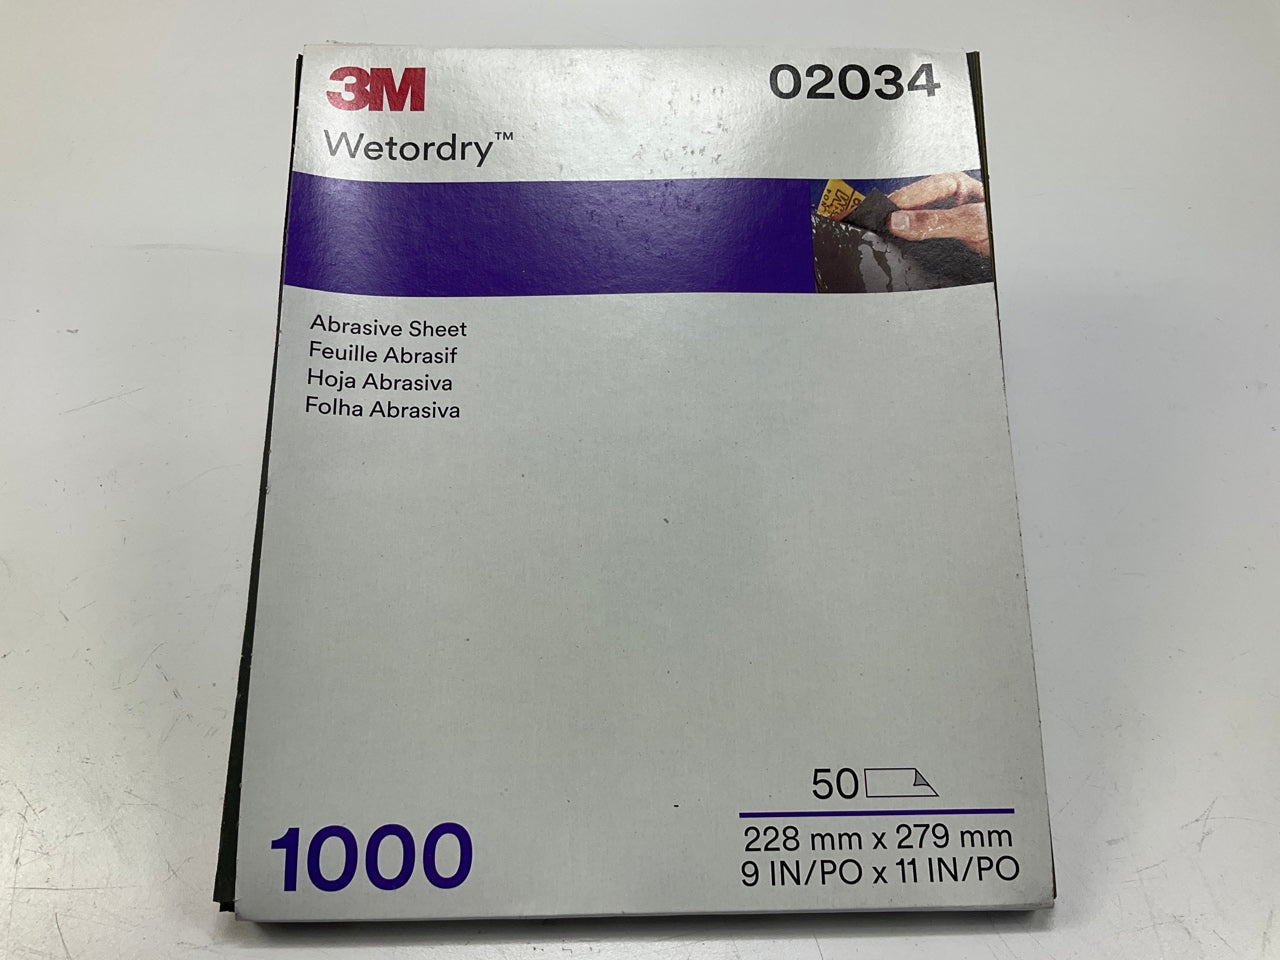 3M
02034
Wetordry™
Abrasive Sheet
Feuille Abrasif
Hoja Abrasiva
Folha Abrasiva
50
228 mm x 279 mm
9 IN/PO x 11 IN/PO
1000